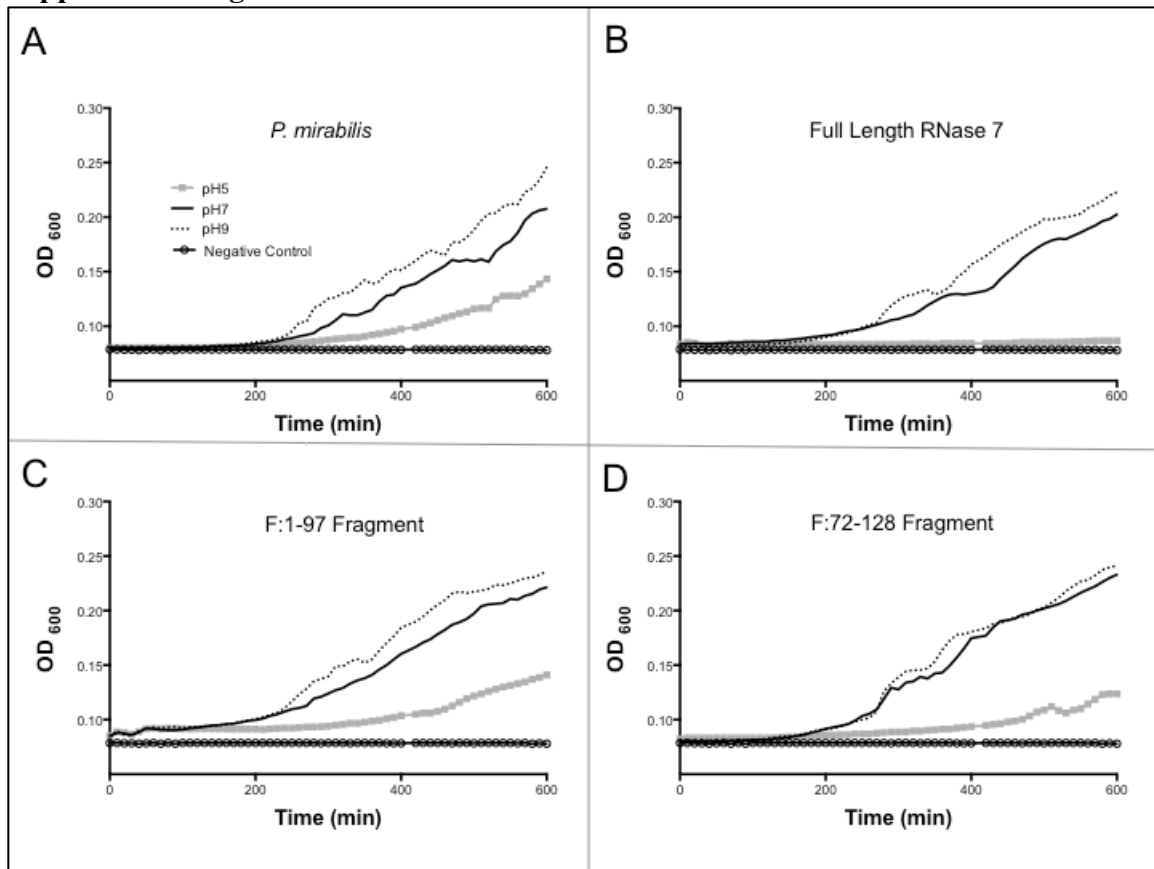 A
P. mirabilis
0.30
0.25
0.20
0.15
0.10
OD 600
pH5
pH7
pH9
Negative Control
0
200
400
600
Time (min)
B
Full Length RNase 7
0.30
0.25
0.20
0.15
0.10
OD 600
0
200
400
600
Time (min)
C
F:1-97 Fragment
0.30
0.25
0.20
0.15
0.10
OD 600
0
200
400
600
Time (min)
D
F:72-128 Fragment
0.30
0.25
0.20
0.15
0.10
OD 600
0
200
400
600
Time (min)